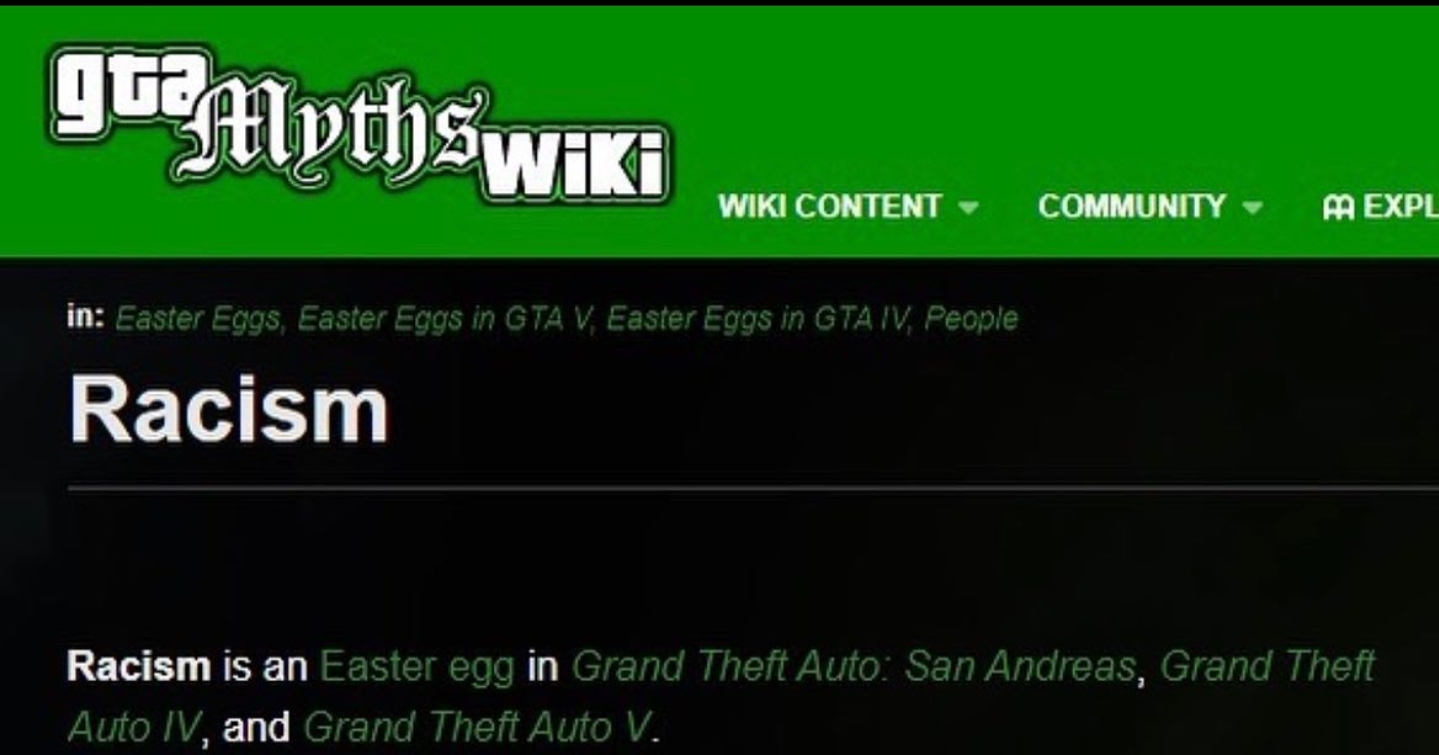 gta Myths WiKi
WIKI CONTENT COMMUNITY EXPL
in: Easter Eggs, Easter Eggs in GTA V, Easter Eggs in GTA IV, People
Racism
Racism is an Easter egg in Grand Theft Auto: San Andreas, Grand Theft
Auto IV, and Grand Theft Auto V.